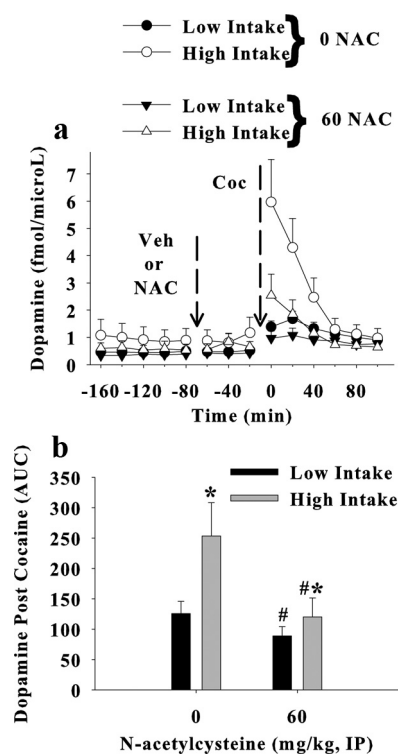 Low Intake
High Intake
} 0 NAC
Low Intake
High Intake
} 60 NAC
a
Dopamine (fmol/microL)
7
6
5
4
3
2
1
0
Veh
or
NAC
Coc
-160 -120 -80 -40 0 40 80
Time (min)
b
Dopamine Post Cocaine (AUC)
350
300
250
200
150
100
50
0
Low Intake
High Intake
*
#
#*
0 60
N-acetylcysteine (mg/kg, IP)